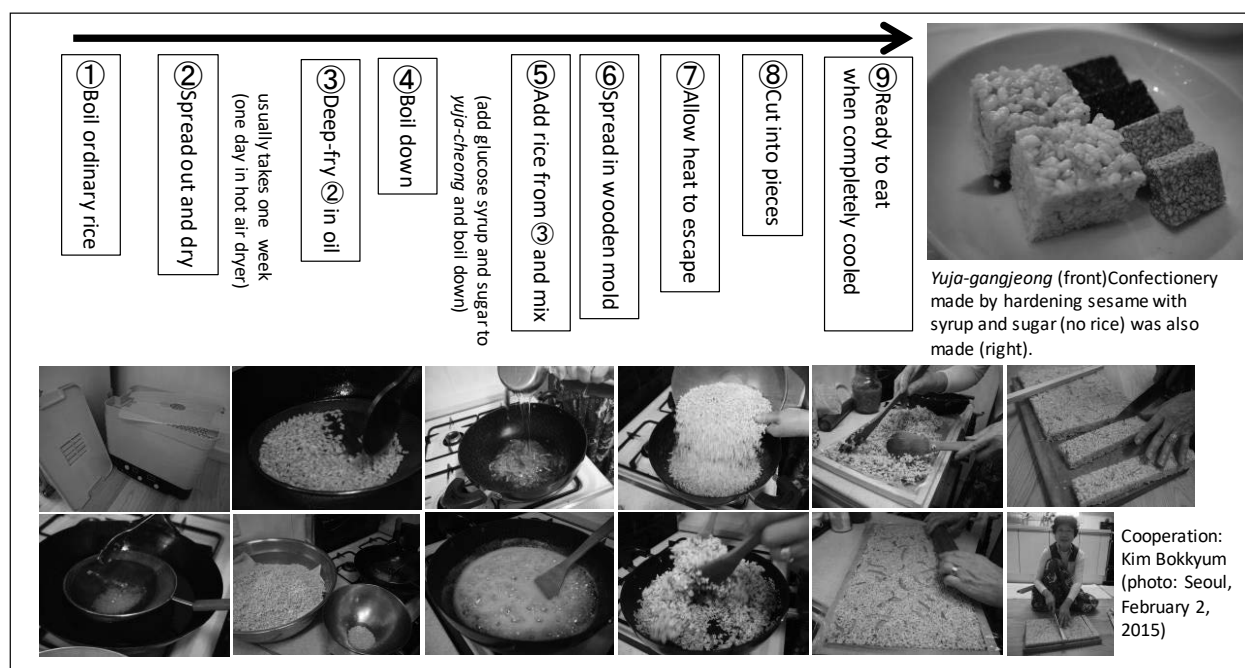 ①Boil ordinary rice
②Spread out and dry
usually takes one week
(one day in hot air dryer)
③Deep-fry ② in oil
④Boil down
(add glucose syrup and sugar to
yuja-cheong and boil down)
⑤Add rice from ③ and mix
⑥Spread in wooden mold
⑦Allow heat to escape
⑧Cut into pieces
⑨Ready to eat
when completely cooled
Yuja-gangjeong (front)Confectionery
made by hardening sesame with
syrup and sugar (no rice) was also
made (right).
Cooperation:
Kim Bokkyum
(photo: Seoul,
February 2,
2015)